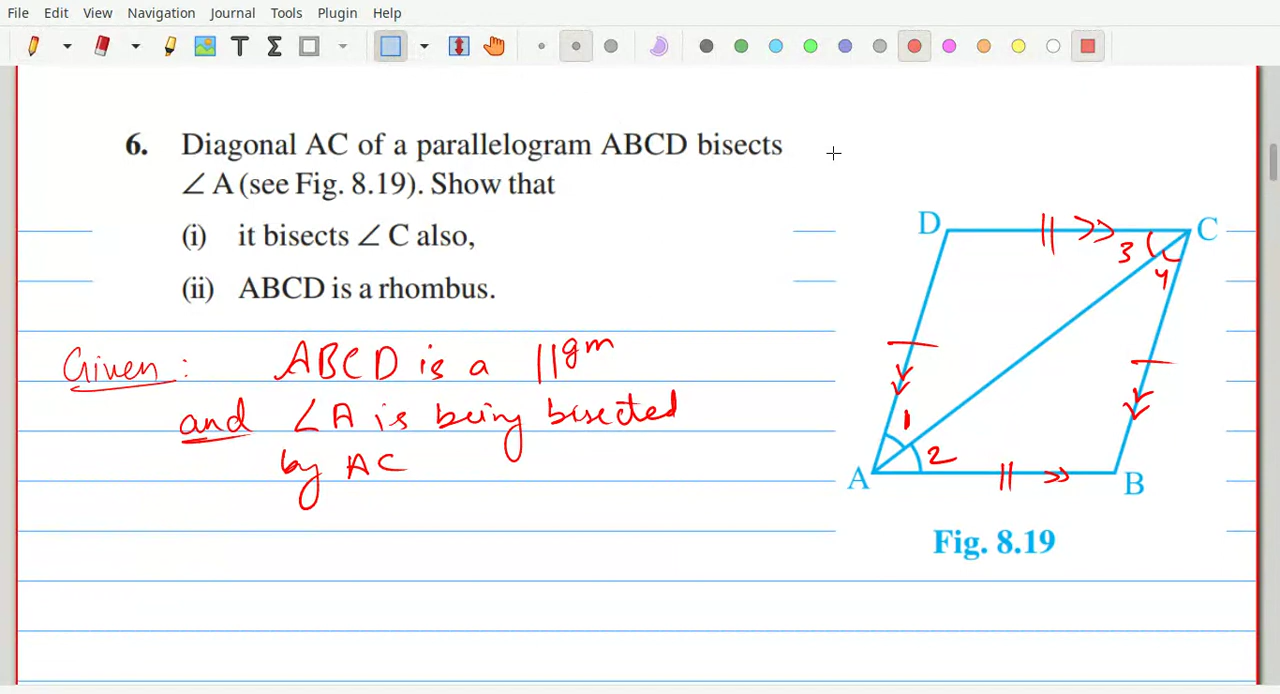 File Edit View Navigation Journal Tools Plugin Help
6. Diagonal AC of a parallelogram ABCD bisects
∠ A (see Fig. 8.19). Show that
(i) it bisects ∠ C also,
(ii) ABCD is a rhombus.
Given : ABCD is a ||gm
and ∠A is being bisected
by AC
D C
3
4
1
2
A B
Fig. 8.19